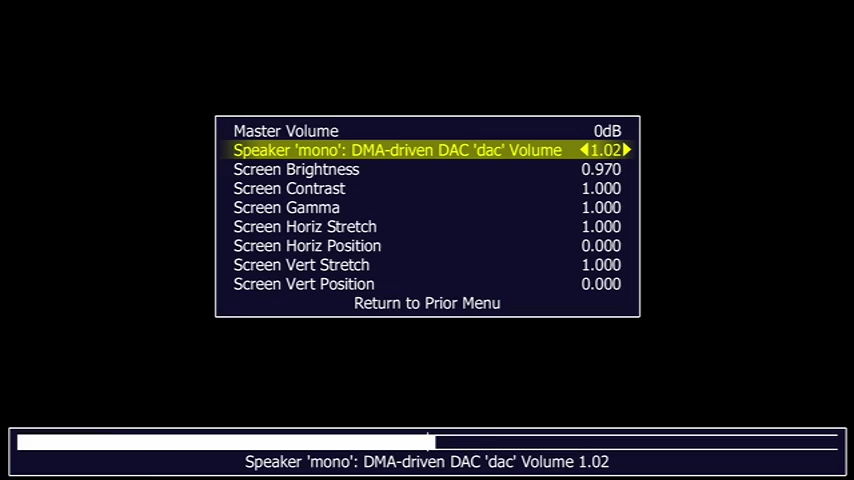 Master Volume 0dB
Speaker 'mono': DMA-driven DAC 'dac' Volume 1.02
Screen Brightness 0.970
Screen Contrast 1.000
Screen Gamma 1.000
Screen Horiz Stretch 1.000
Screen Horiz Position 0.000
Screen Vert Stretch 1.000
Screen Vert Position 0.000
Return to Prior Menu
Speaker 'mono': DMA-driven DAC 'dac' Volume 1.02